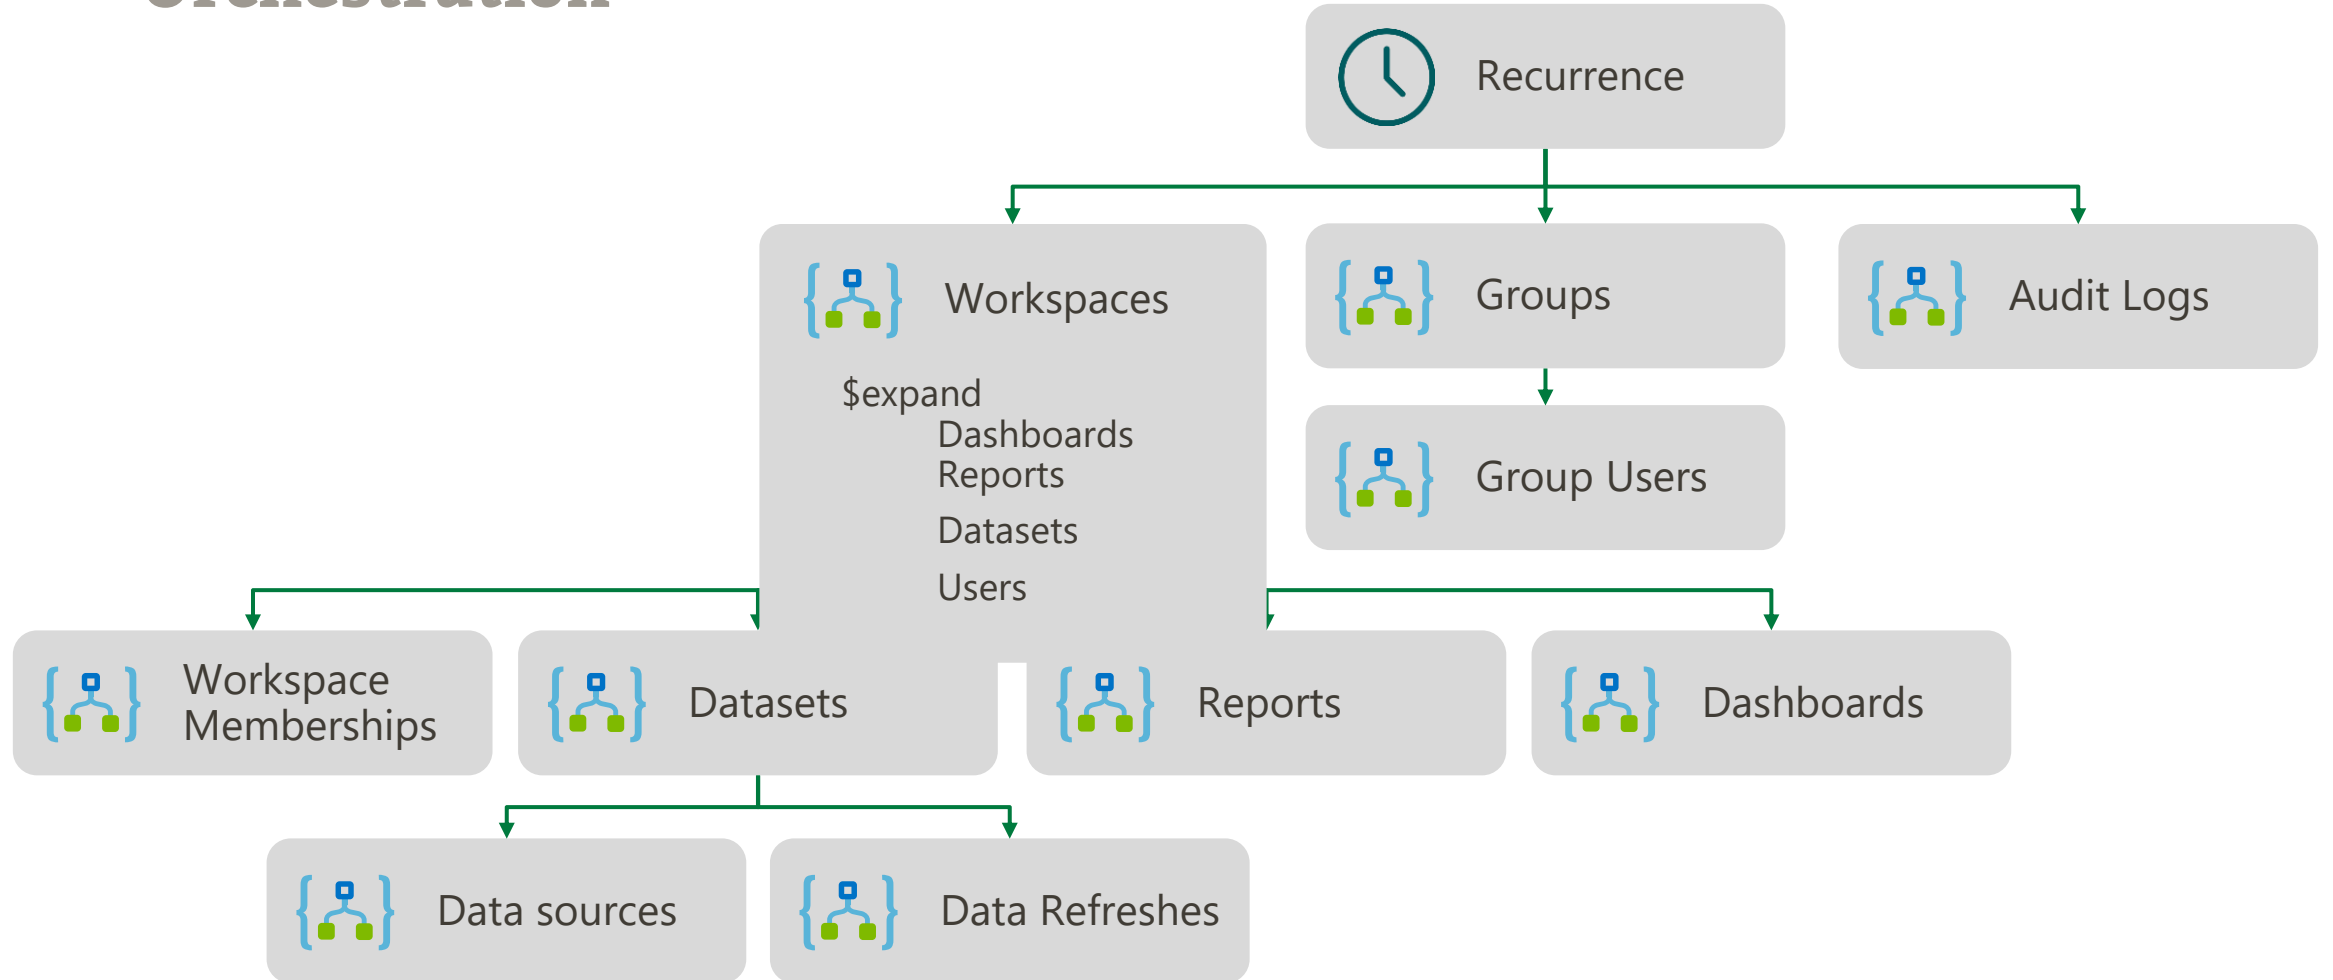 Orchestration
Recurrence
Workspaces
Groups
Audit Logs
$expand
Dashboards
Reports
Datasets
Users
Group Users
Workspace
Memberships
Datasets
Reports
Dashboards
Data sources
Data Refreshes